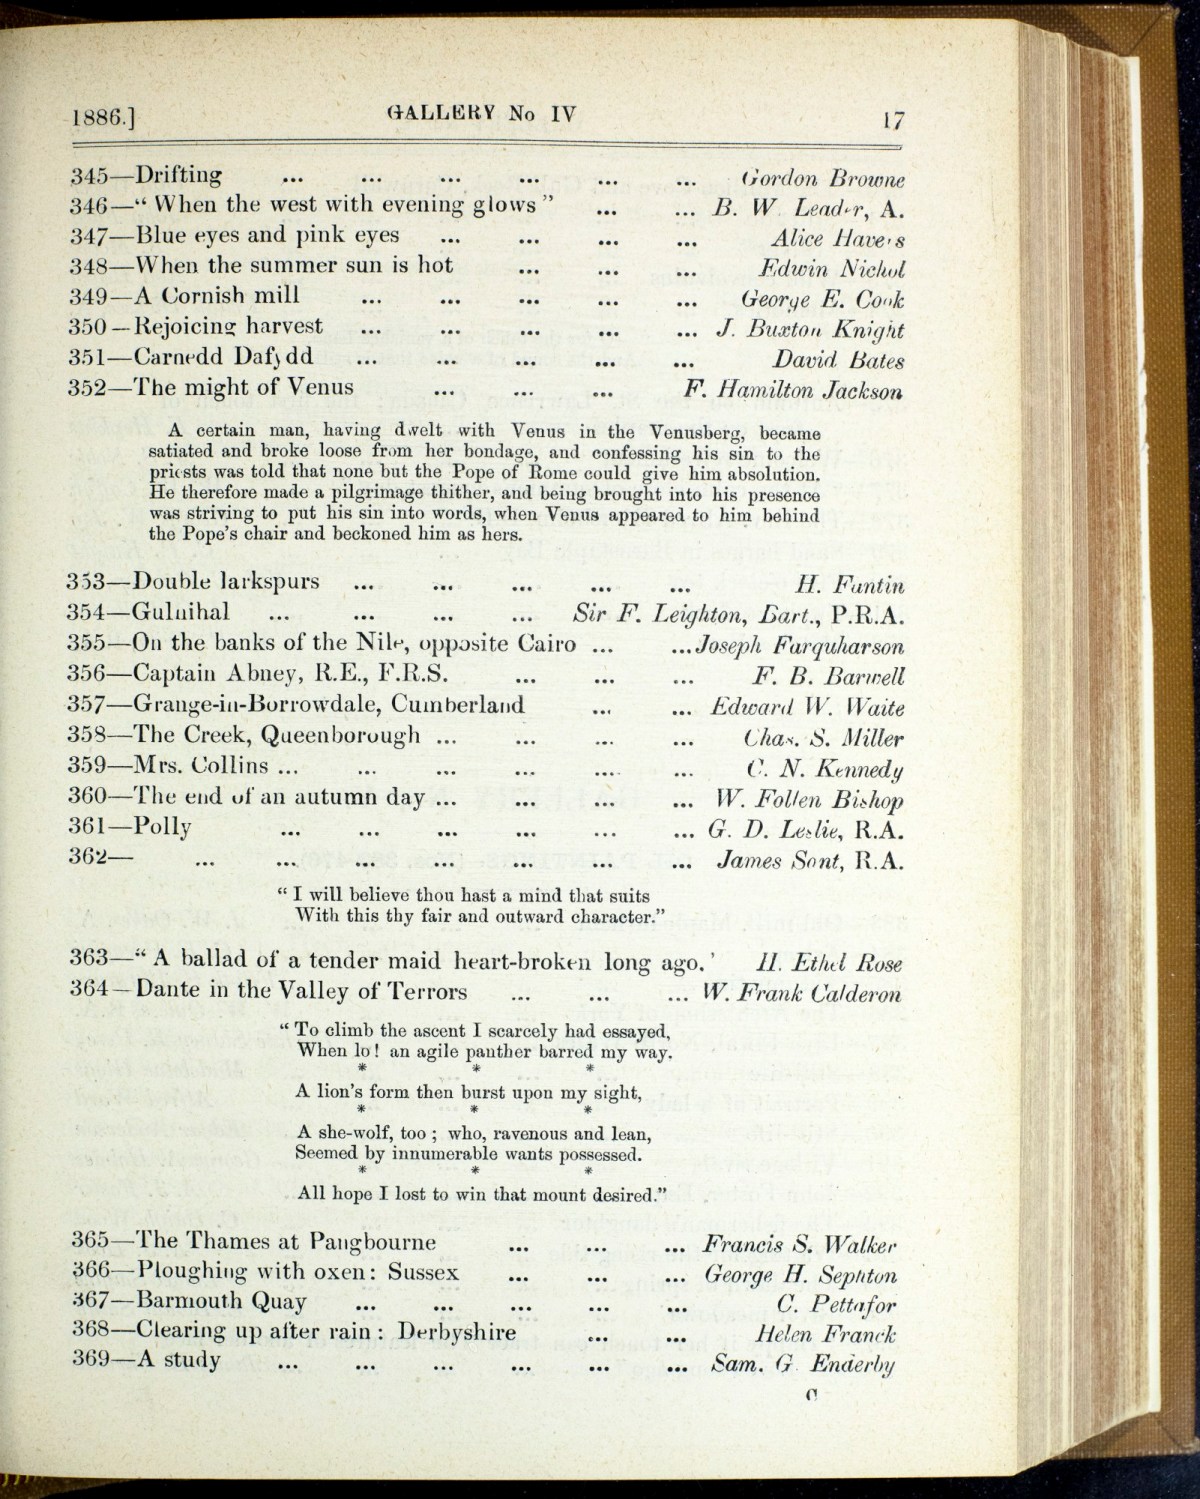 1886.] GALLERY No IV 17
345—Drifting ... ... ... ... ... ... Gordon Browne
346—“ When the west with evening glows ” ... ... B. W. Leader, A.
347—Blue eyes and pink eyes ... ... ... ... Alice Havers
348—When the summer sun is hot ... ... ... Edwin Nichol
349—A Cornish mill ... ... ... ... ... George E. Cook
350—Rejoicing harvest ... ... ... ... ... J. Buxton Knight
351—Carnedd Dafydd ... ... ... ... ... David Bates
352—The might of Venus ... ... ... F. Hamilton Jackson
A certain man, having dwelt with Venus in the Venusberg, became
satiated and broke loose from her bondage, and confessing his sin to the
priests was told that none but the Pope of Rome could give him absolution.
He therefore made a pilgrimage thither, and being brought into his presence
was striving to put his sin into words, when Venus appeared to him behind
the Pope's chair and beckoned him as hers.
353—Double larkspurs ... ... ... ... ... H. Fantin
354—Gulnihal ... ... ... ... Sir F. Leighton, Bart., P.R.A.
355—On the banks of the Nile, opposite Cairo ... ... Joseph Farquharson
356—Captain Abney, R.E., F.R.S. ... ... ... F. B. Barwell
357—Grange-in-Borrowdale, Cumberland ... ... Edward W. Waite
358—The Creek, Queenborough ... ... ... ... Chas. S. Miller
359—Mrs. Collins ... ... ... ... ... ... C. N. Kennedy
360—The end of an autumn day ... ... ... ... W. Follen Bishop
361—Polly ... ... ... ... ... ... G. D. Leslie, R.A.
362— ... ... ... ... ... ... ... James Sant, R.A.
“ I will believe thou hast a mind that suits
With this thy fair and outward character.”
363—“ A ballad of a tender maid heart-broken long ago.' H. Ethel Rose
364—Dante in the Valley of Terrors ... ... ... W. Frank Calderon
“ To climb the ascent I scarcely had essayed,
When lo! an agile panther barred my way.
* * *
A lion's form then burst upon my sight,
* * *
A she-wolf, too ; who, ravenous and lean,
Seemed by innumerable wants possessed.
* * *
All hope I lost to win that mount desired.”
365—The Thames at Pangbourne ... ... ... Francis S. Walker
366—Ploughing with oxen: Sussex ... ... ... George H. Sephton
367—Barmouth Quay ... ... ... ... ... C. Pettafor
368—Clearing up after rain : Derbyshire ... ... Helen Franck
369—A study ... ... ... ... ... ... Sam. G. Enderby
C